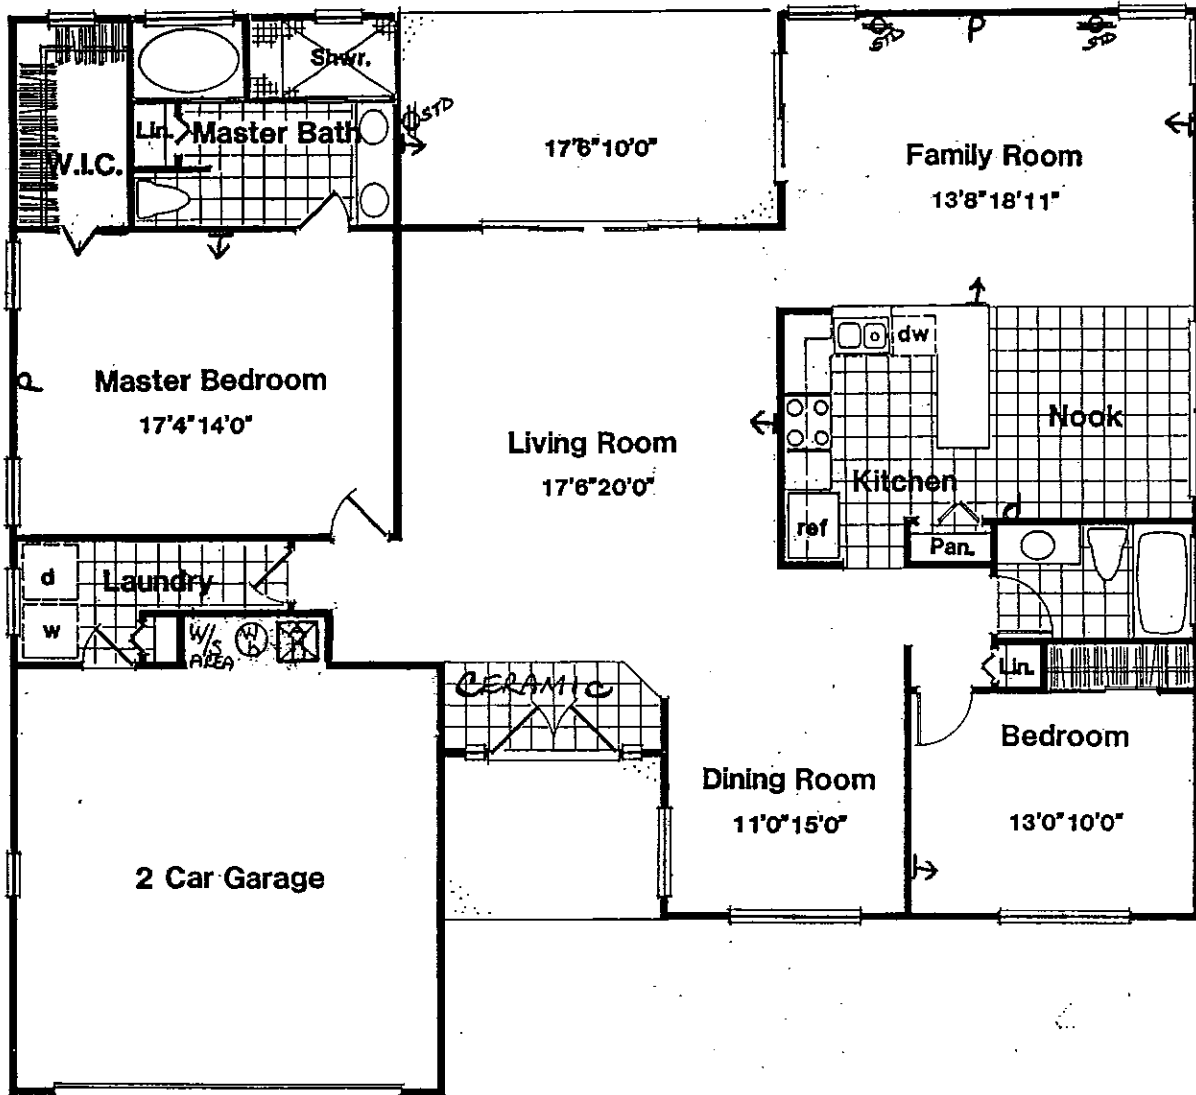 Shwr.
STD
P
STD
STD
Lin.
Master Bath
W.I.C.
17'6"10'0"
Family Room
13'8"18'11"
dw
P
Master Bedroom
17'4"14'0"
Living Room
17'6"20'0"
Nook
Kitchen
ref
Pan.
d
d
Laundry
w
W/S
AREA
W
H
Lin.
CERAMIC
Bedroom
13'0"10'0"
Dining Room
11'0"15'0"
2 Car Garage